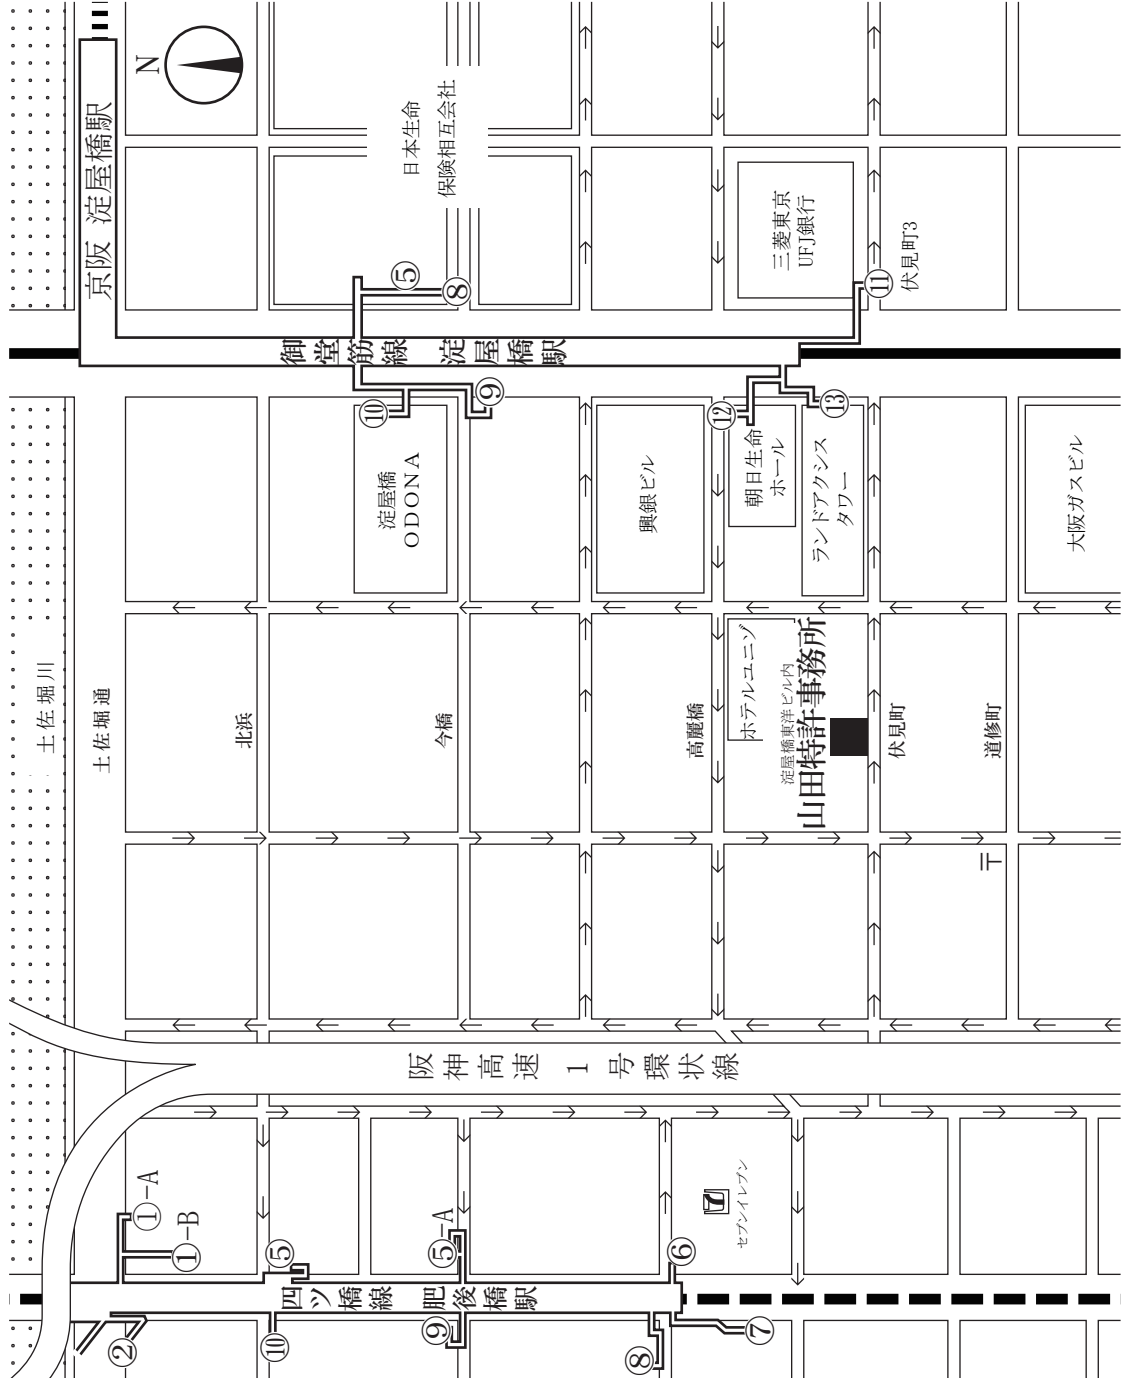 N
京阪 淀屋橋駅
日本生命
保険相互会社
三菱東京
UFJ銀行
伏見町3
⑤
⑧
⑪
御堂筋線 淀屋橋駅
⑩
⑨
⑫
⑬
淀屋橋
ODONA
興銀ビル
朝日生命
ホール
ランドアクシス
タワー
大阪ガスビル
土佐堀川
土佐堀通
北浜
今橋
高麗橋
ホテルユニゾ
淀屋橋東洋ビル内
山田特許事務所
伏見町
道修町
〒
阪神高速 1 号環状線
①-A
①-B
⑤
⑤-A
⑥
7
セブンイレブン
四ツ橋線 肥後橋駅
②
⑩
⑨
⑧
⑦